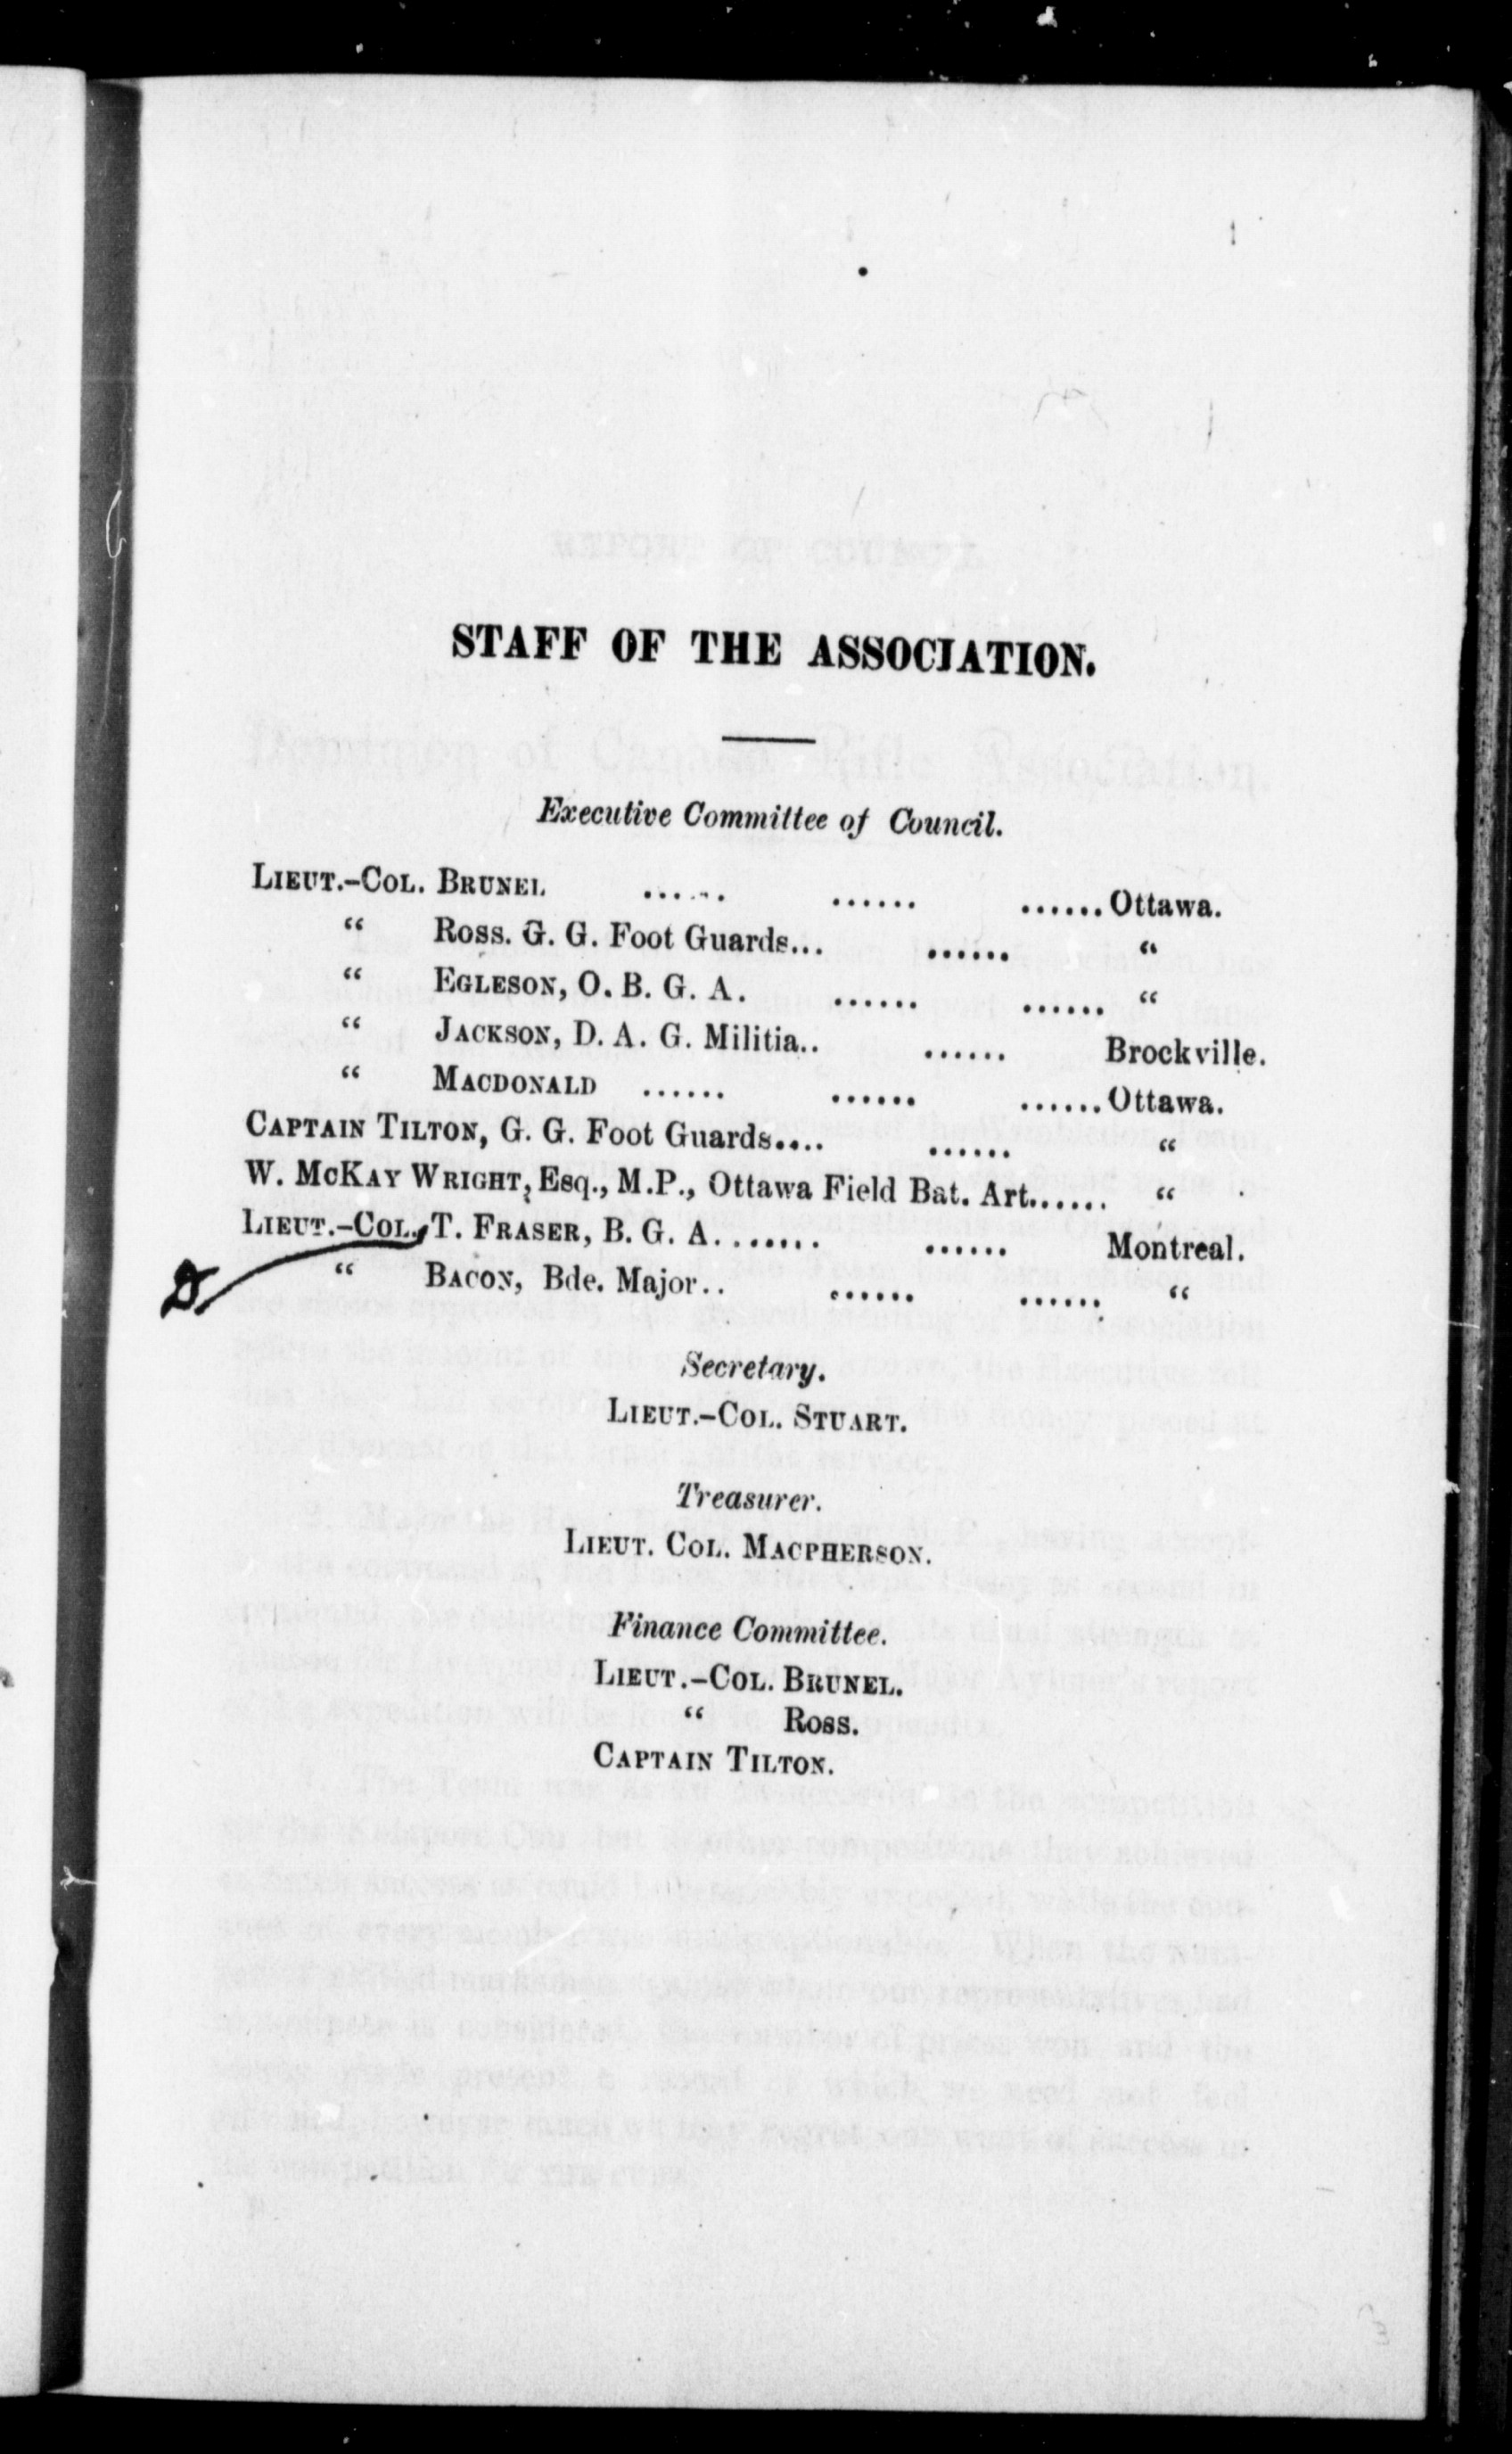 STAFF OF THE ASSOCIATION.
Executive Committee of Council.
LIEUT.-COL. BRUNEL ...... ...... ......Ottawa.
“ ROSS. G. G. Foot Guards... ...... “
“ EGLESON, O. B. G. A. ...... ...... “
“ JACKSON, D. A. G. Militia.. ...... Brockville.
“ MACDONALD ...... ...... ......Ottawa.
CAPTAIN TILTON, G. G. Foot Guards.... ...... “
W. MCKAY WRIGHT, Esq., M.P., Ottawa Field Bat. Art...... “
LIEUT.-COL. T. FRASER, B. G. A........ ...... Montreal.
D. “ BACON, Bde. Major.. ...... ...... “
Secretary.
LIEUT.-COL. STUART.
Treasurer.
LIEUT. COL. MACPHERSON.
Finance Committee.
LIEUT.-COL. BRUNEL.
“ ROSS.
CAPTAIN TILTON.